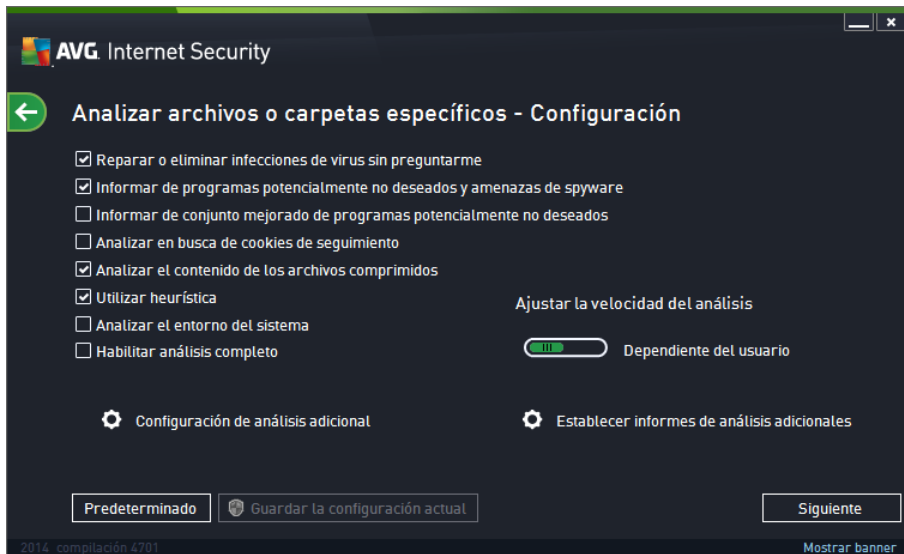 AVG. Internet Security
Analizar archivos o carpetas específicos - Configuración
Reparar o eliminar infecciones de virus sin preguntarme
Informar de programas potencialmente no deseados y amenazas de spyware
Informar de conjunto mejorado de programas potencialmente no deseados
Analizar en busca de cookies de seguimiento
Analizar el contenido de los archivos comprimidos
Utilizar heurística
Analizar el entorno del sistema
Habilitar análisis completo
Ajustar la velocidad del análisis
Dependiente del usuario
Configuración de análisis adicional
Establecer informes de análisis adicionales
Predeterminado
Guardar la configuración actual
Siguiente
2014 compilación 4701
Mostrar banner